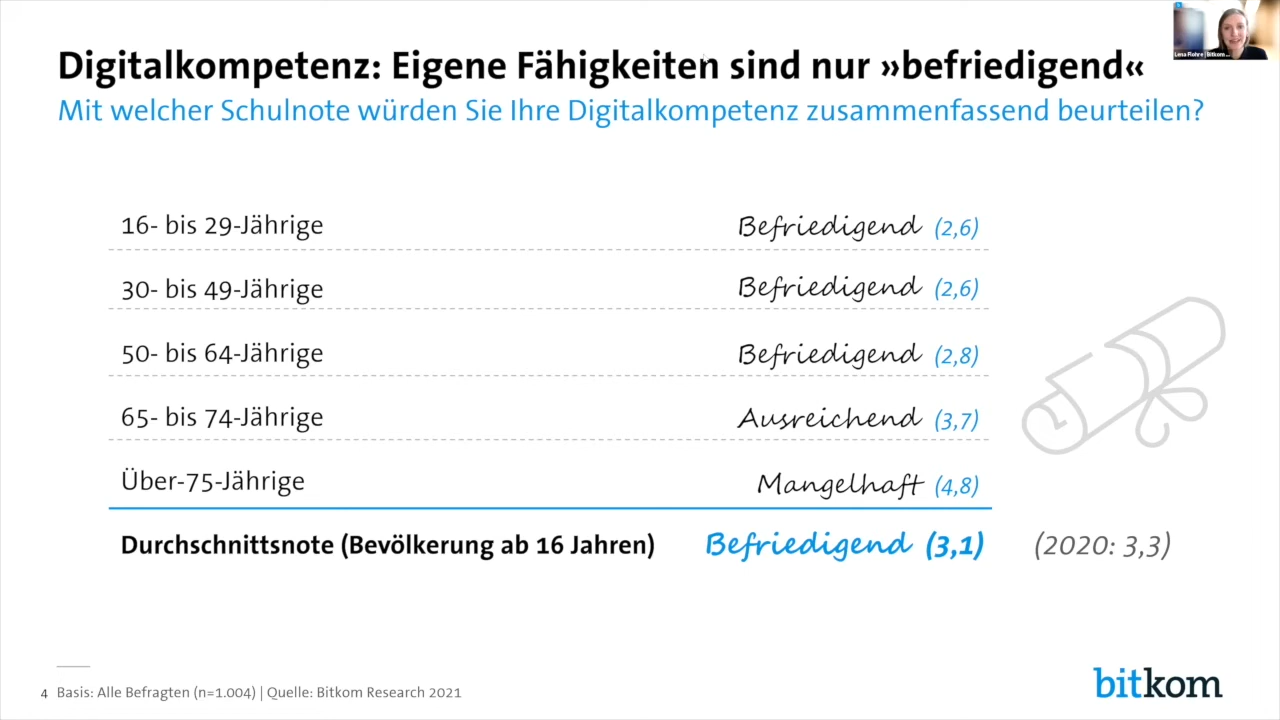 Lena Flohre | Bitkom ...
Digitalkompetenz: Eigene Fähigkeiten sind nur »befriedigend«
Mit welcher Schulnote würden Sie Ihre Digitalkompetenz zusammenfassend beurteilen?
16- bis 29-Jährige Befriedigend (2,6)
30- bis 49-Jährige Befriedigend (2,6)
50- bis 64-Jährige Befriedigend (2,8)
65- bis 74-Jährige Ausreichend (3,7)
Über-75-Jährige Mangelhaft (4,8)
Durchschnittsnote (Bevölkerung ab 16 Jahren) Befriedigend (3,1) (2020: 3,3)
4 Basis: Alle Befragten (n=1.004) | Quelle: Bitkom Research 2021
bitkom